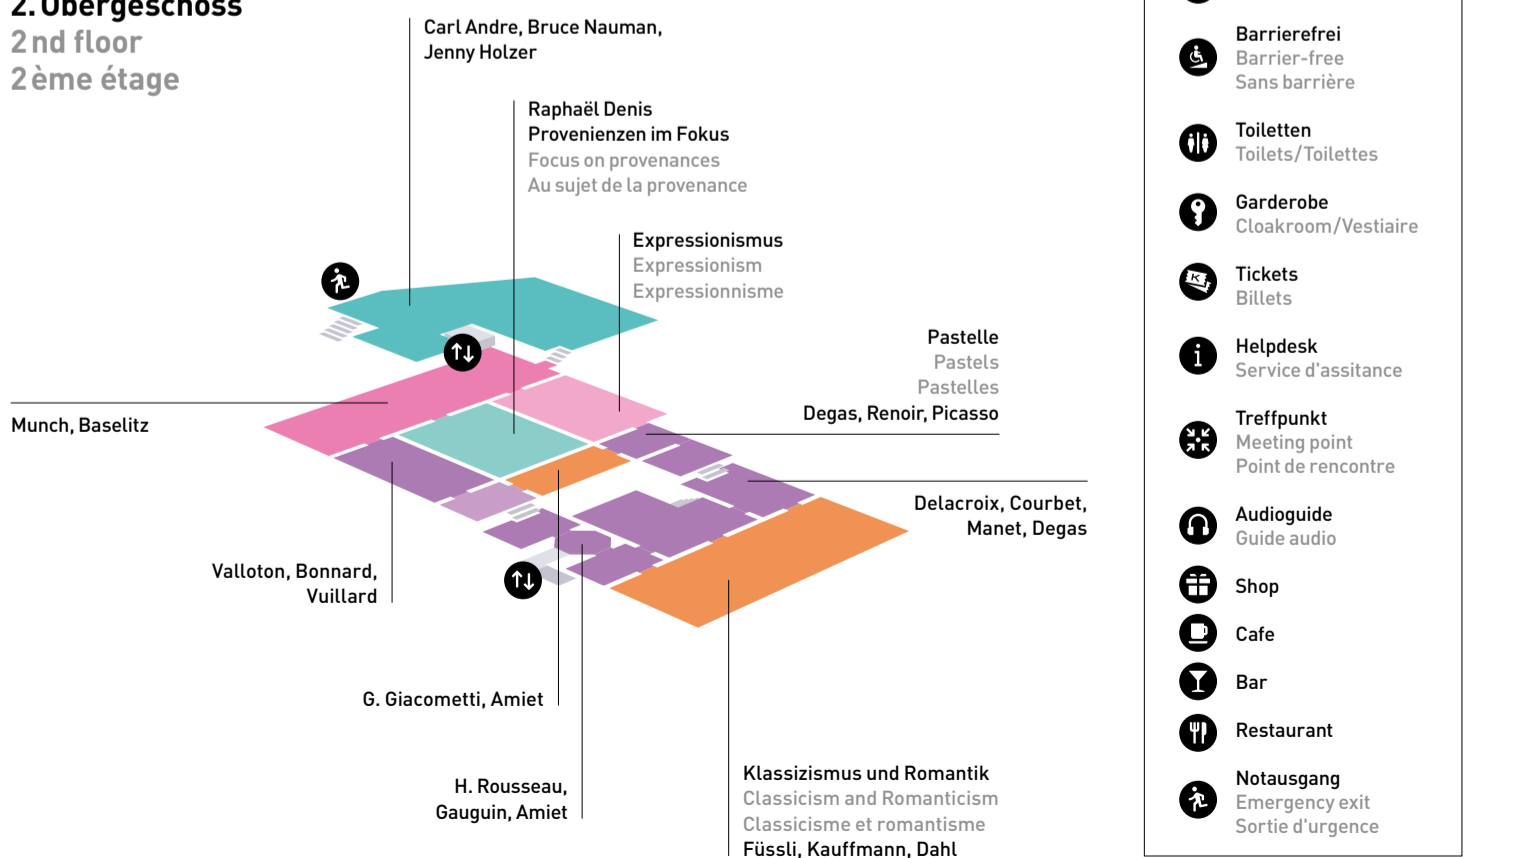 2. Obergeschoss
2nd floor
2ème étage
Carl Andre, Bruce Nauman,
Jenny Holzer
Raphaël Denis
Provenienzen im Fokus
Focus on provenances
Au sujet de la provenance
Expressionismus
Expressionism
Expressionnisme
Pastelle
Pastels
Pastelles
Degas, Renoir, Picasso
Munch, Baselitz
Delacroix, Courbet,
Manet, Degas
Valloton, Bonnard,
Vuillard
G. Giacometti, Amiet
H. Rousseau,
Gauguin, Amiet
Klassizismus und Romantik
Classicism and Romanticism
Classicisme et romantisme
Füssli, Kauffmann, Dahl
Barrierefrei
Barrier-free
Sans barrière
Toiletten
Toilets/Toilettes
Garderobe
Cloakroom/Vestiaire
K
Tickets
Billets
Helpdesk
Service d'assitance
Treffpunkt
Meeting point
Point de rencontre
Audioguide
Guide audio
Shop
Cafe
Bar
Restaurant
Notausgang
Emergency exit
Sortie d'urgence